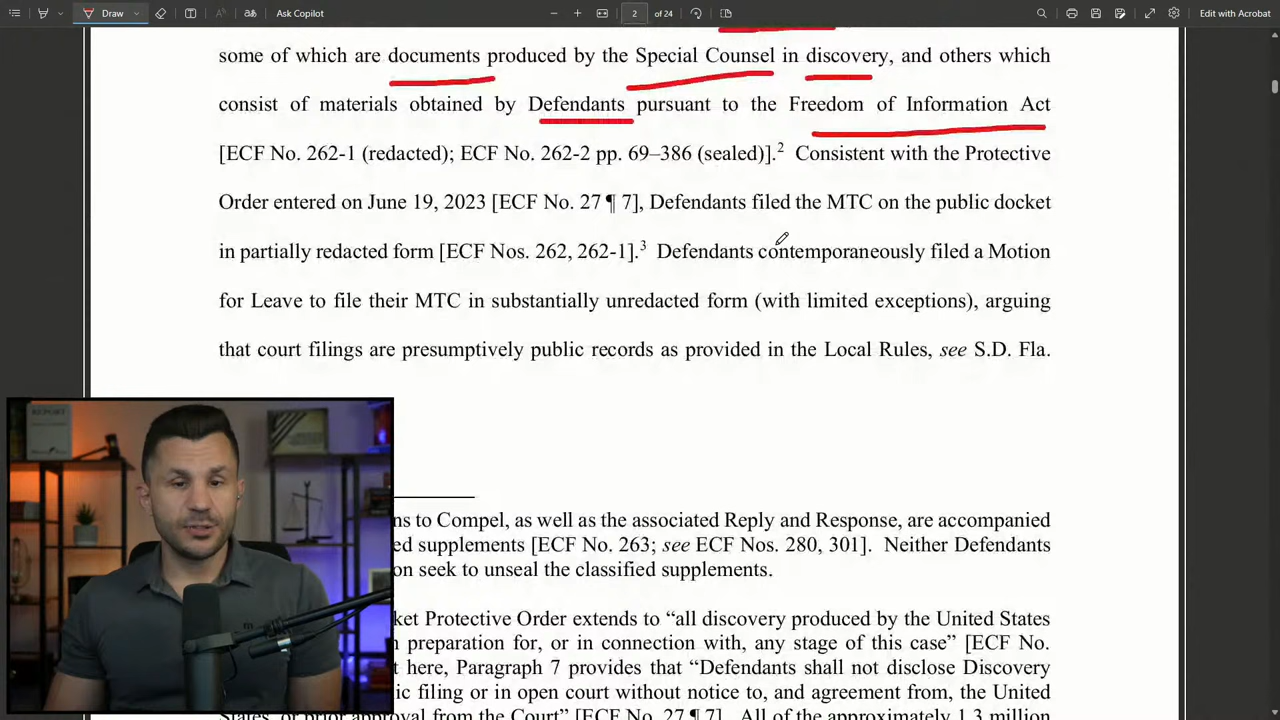 Draw
Ask Copilot
2
of 24
Edit with Acrobat
some of which are documents produced by the Special Counsel in discovery, and others which
consist of materials obtained by Defendants pursuant to the Freedom of Information Act
[ECF No. 262-1 (redacted); ECF No. 262-2 pp. 69–386 (sealed)].2 Consistent with the Protective
Order entered on June 19, 2023 [ECF No. 27 ¶ 7], Defendants filed the MTC on the public docket
in partially redacted form [ECF Nos. 262, 262-1].3 Defendants contemporaneously filed a Motion
for Leave to file their MTC in substantially unredacted form (with limited exceptions), arguing
that court filings are presumptively public records as provided in the Local Rules, see S.D. Fla.
ns to Compel, as well as the associated Reply and Response, are accompanied
ed supplements [ECF No. 263; see ECF Nos. 280, 301]. Neither Defendants
on seek to unseal the classified supplements.
ket Protective Order extends to “all discovery produced by the United States
n preparation for, or in connection with, any stage of this case” [ECF No.
t here, Paragraph 7 provides that “Defendants shall not disclose Discovery
ic filing or in open court without notice to, and agreement from, the United
States, or prior approval from the Court” [ECF No. 27 ¶ 7]. All of the approximately 1.3 million
REPORT